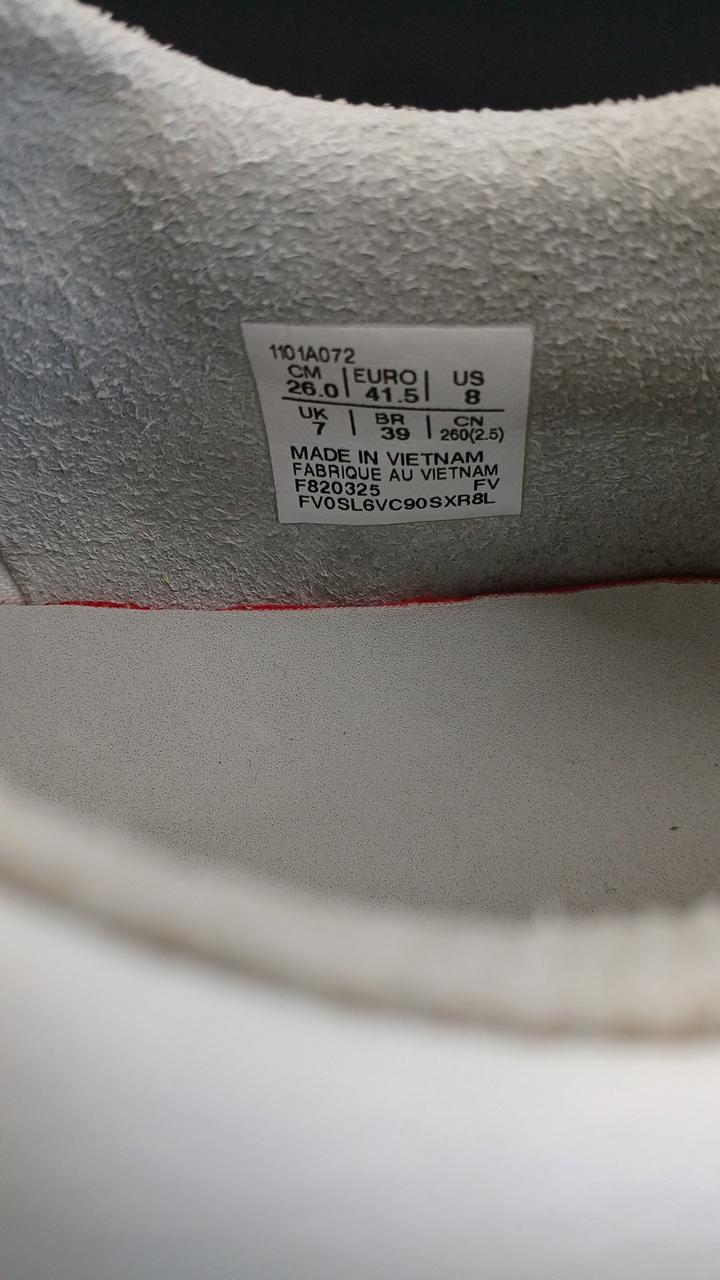 1101A072
CM | EURO | US
26.0 | 41.5 | 8
UK | BR | CN
7 | 39 | 260(2.5)
MADE IN VIETNAM
FABRIQUE AU VIETNAM
F820325 FV
FV0SL6VC90SXR8L